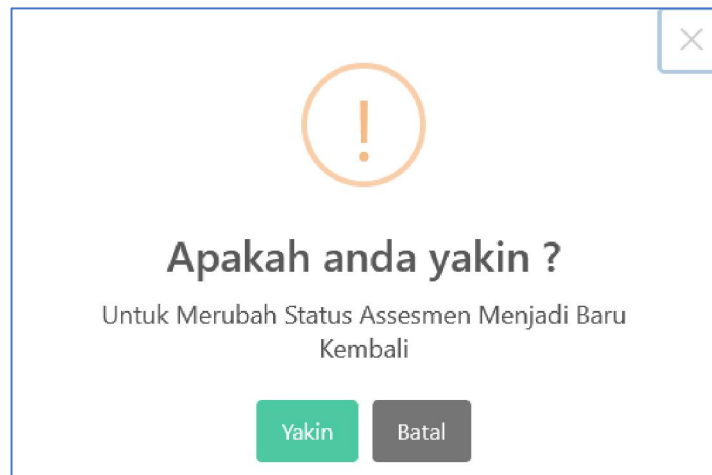 Apakah anda yakin ?
Untuk Merubah Status Assesmen Menjadi Baru
Kembali
Yakin Batal